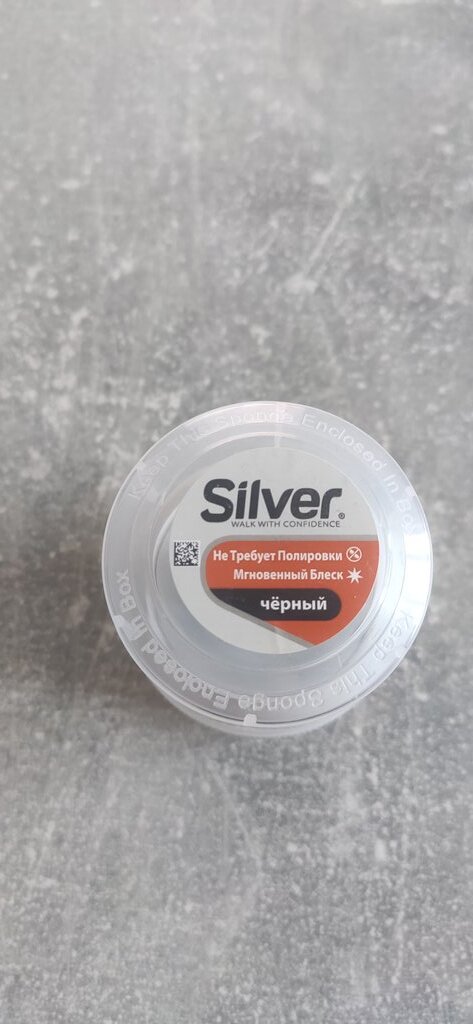 Keep This Sponge Enclosed In Box
Silver®
WALK WITH CONFIDENCE
Не Требует Полировки
Мгновенный Блеск
чёрный
Keep This Sponge Enclosed In Box